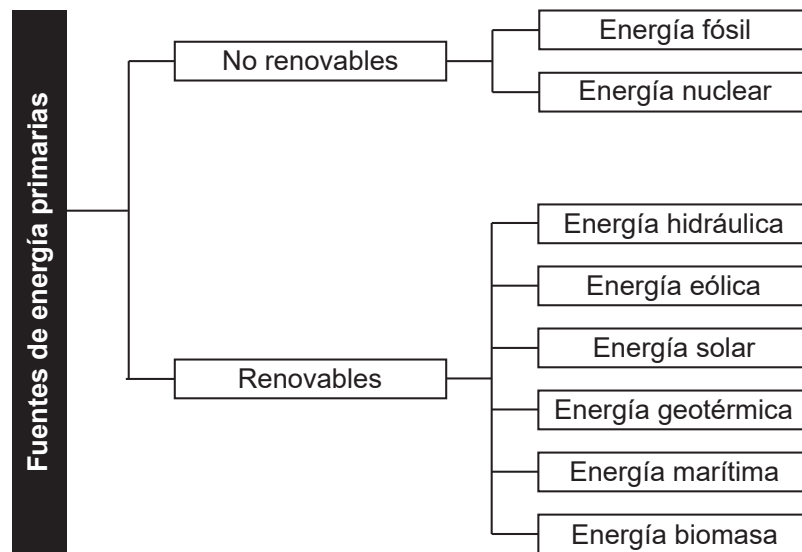 Fuentes de energía primarias
No renovables
Energía fósil
Energía nuclear
Renovables
Energía hidráulica
Energía eólica
Energía solar
Energía geotérmica
Energía marítima
Energía biomasa